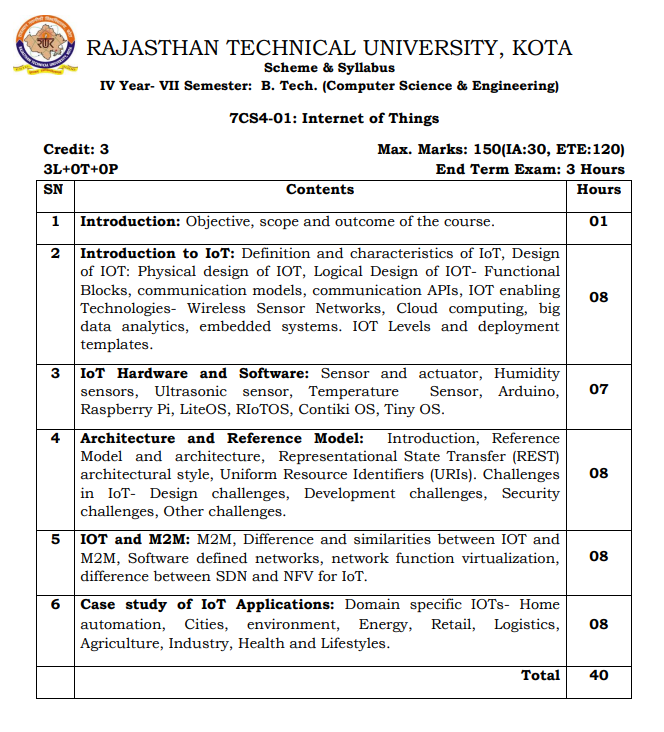 RAJASTHAN TECHNICAL UNIVERSITY, KOTA
Scheme & Syllabus
IV Year- VII Semester: B. Tech. (Computer Science & Engineering)
7CS4-01: Internet of Things
Credit: 3 Max. Marks: 150(IA:30, ETE:120)
3L+0T+0P End Term Exam: 3 Hours
SN Contents Hours
1 Introduction: Objective, scope and outcome of the course. 01
2 Introduction to IoT: Definition and characteristics of IoT, Design
of IOT: Physical design of IOT, Logical Design of IOT- Functional
Blocks, communication models, communication APIs, IOT enabling
Technologies- Wireless Sensor Networks, Cloud computing, big
data analytics, embedded systems. IOT Levels and deployment
templates.
08
3 IoT Hardware and Software: Sensor and actuator, Humidity
sensors, Ultrasonic sensor, Temperature Sensor, Arduino,
Raspberry Pi, LiteOS, RIoTOS, Contiki OS, Tiny OS.
07
4 Architecture and Reference Model: Introduction, Reference
Model and architecture, Representational State Transfer (REST)
architectural style, Uniform Resource Identifiers (URIs). Challenges
in IoT- Design challenges, Development challenges, Security
challenges, Other challenges.
08
5 IOT and M2M: M2M, Difference and similarities between IOT and
M2M, Software defined networks, network function virtualization,
difference between SDN and NFV for IoT.
08
6 Case study of IoT Applications: Domain specific IOTs- Home
automation, Cities, environment, Energy, Retail, Logistics,
Agriculture, Industry, Health and Lifestyles.
08
Total 40